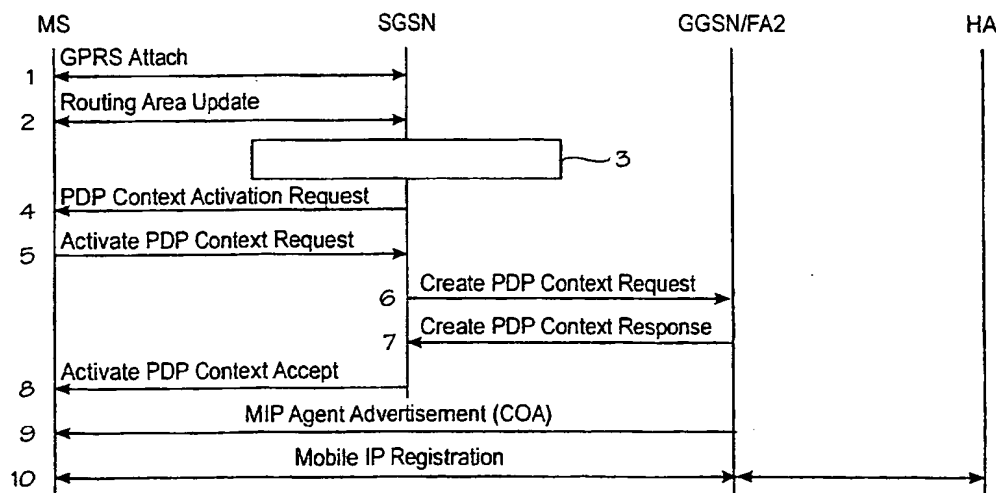 MS SGSN GGSN/FA2 HA
1 GPRS Attach
2 Routing Area Update
3
4 PDP Context Activation Request
5 Activate PDP Context Request
6 Create PDP Context Request
7 Create PDP Context Response
8 Activate PDP Context Accept
9 MIP Agent Advertisement (COA)
10 Mobile IP Registration